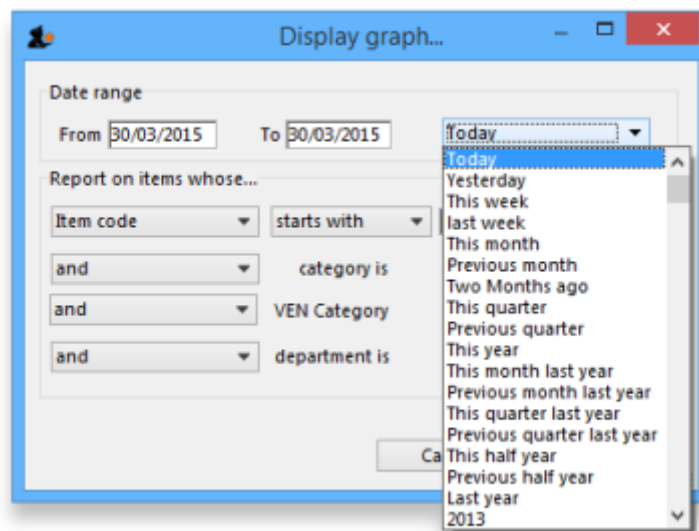 Display graph...
Date range
From 30/03/2015 To 30/03/2015 Today
Report on items whose...
Item code starts with
and category is
and VEN Category
and department is
Today
Yesterday
This week
last week
This month
Previous month
Two Months ago
This quarter
Previous quarter
This year
This month last year
Previous month last year
This quarter last year
Previous quarter last year
This half year
Previous half year
Last year
2013
Ca